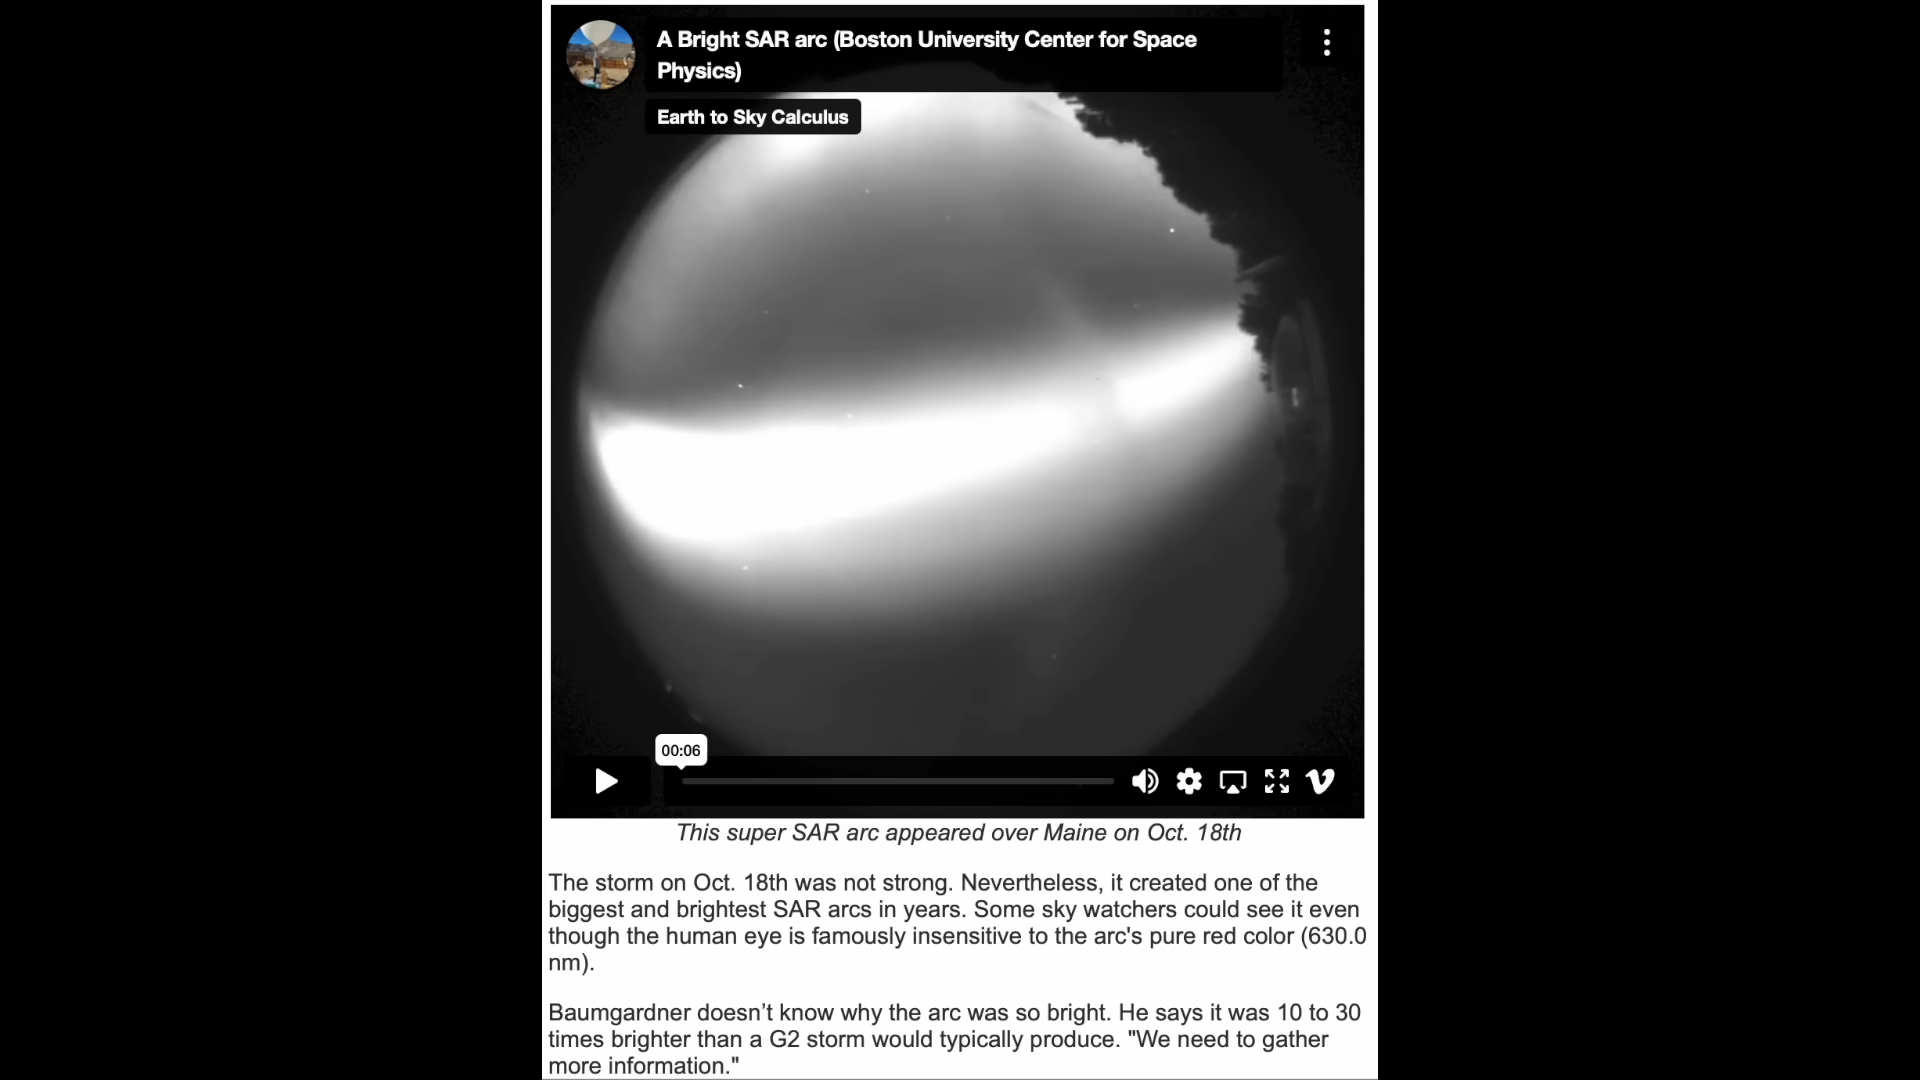 A Bright SAR arc (Boston University Center for Space
Physics)
Earth to Sky Calculus
00:06
This super SAR arc appeared over Maine on Oct. 18th
The storm on Oct. 18th was not strong. Nevertheless, it created one of the
biggest and brightest SAR arcs in years. Some sky watchers could see it even
though the human eye is famously insensitive to the arc's pure red color (630.0
nm).
Baumgardner doesn’t know why the arc was so bright. He says it was 10 to 30
times brighter than a G2 storm would typically produce. "We need to gather
more information."